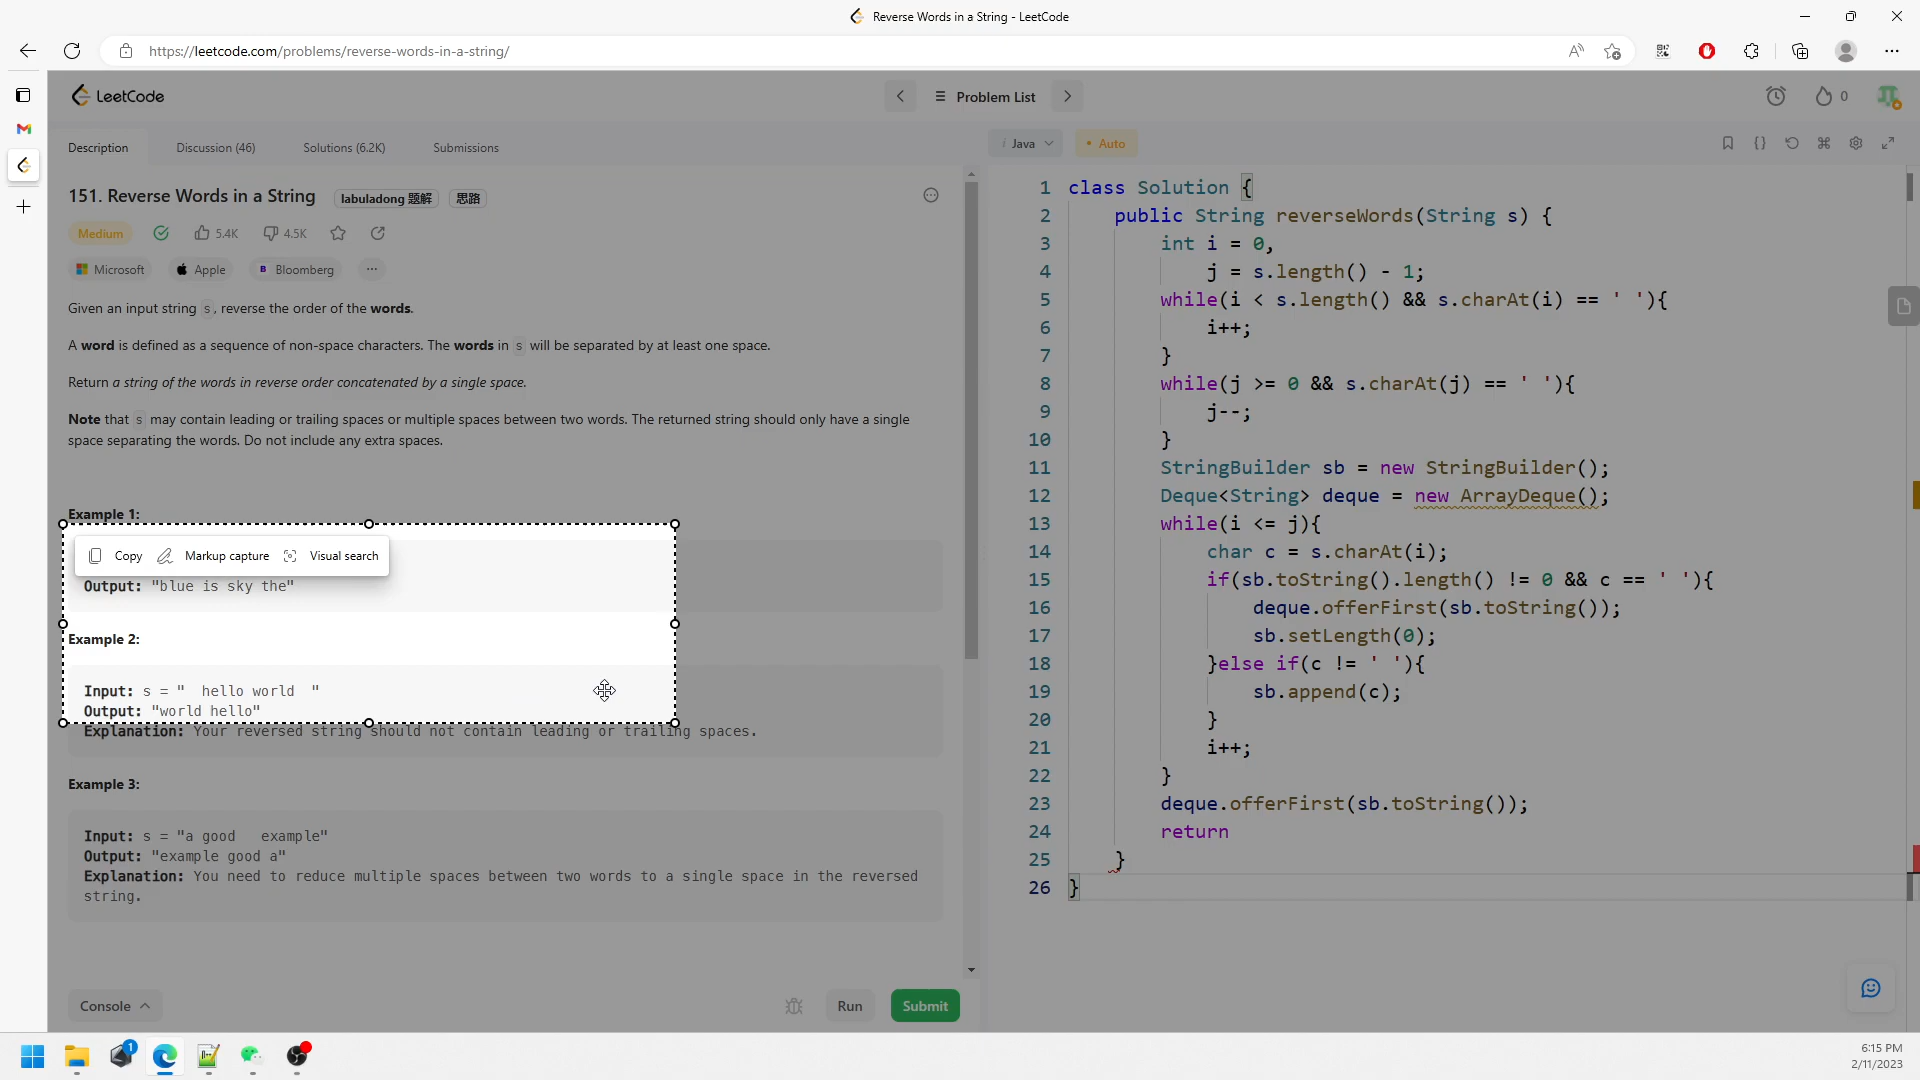 Reverse Words in a String - LeetCode
https://leetcode.com/problems/reverse-words-in-a-string/
LeetCode
Problem List
0
Description
Discussion (46)
Solutions (6.2K)
Submissions
151. Reverse Words in a String
labuladong 题解
思路
Medium
5.4K
4.5K
Microsoft
Apple
B Bloomberg
Given an input string s, reverse the order of the words.
A word is defined as a sequence of non-space characters. The words in s will be separated by at least one space.
Return a string of the words in reverse order concatenated by a single space.
Note that s may contain leading or trailing spaces or multiple spaces between two words. The returned string should only have a single
space separating the words. Do not include any extra spaces.
Example 1:
Copy
Markup capture
Visual search
Output: "blue is sky the"
Example 2:
Input: s = "  hello world  "
Output: "world hello"
Explanation: Your reversed string should not contain leading or trailing spaces.
Example 3:
Input: s = "a good   example"
Output: "example good a"
Explanation: You need to reduce multiple spaces between two words to a single space in the reversed
string.
Console
Run
Submit
i Java
• Auto
1 class Solution {
2     public String reverseWords(String s) {
3         int i = 0,
4             j = s.length() - 1;
5         while(i < s.length() && s.charAt(i) == ' '){
6             i++;
7         }
8         while(j >= 0 && s.charAt(j) == ' '){
9             j--;
10         }
11         StringBuilder sb = new StringBuilder();
12         Deque<String> deque = new ArrayDeque();
13         while(i <= j){
14             char c = s.charAt(i);
15             if(sb.toString().length() != 0 && c == ' '){
16                 deque.offerFirst(sb.toString());
17                 sb.setLength(0);
18             }else if(c != ' '){
19                 sb.append(c);
20             }
21             i++;
22         }
23         deque.offerFirst(sb.toString());
24         return
25     }
26 }
1
6:15 PM
2/11/2023